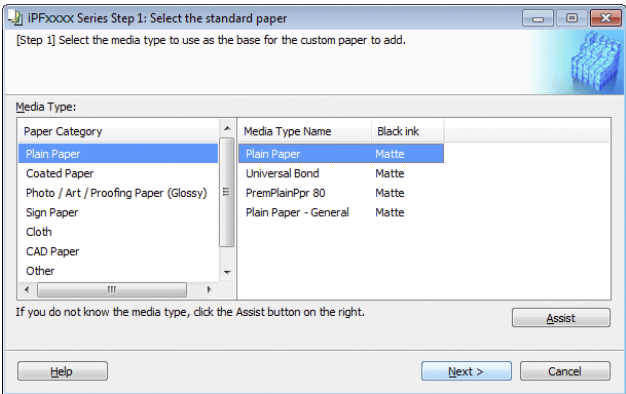 iPFxxxx Series Step 1: Select the standard paper
[Step 1] Select the media type to use as the base for the custom paper to add.
Media Type:
Paper Category
Plain Paper
Coated Paper
Photo / Art / Proofing Paper (Glossy)
Sign Paper
Cloth
CAD Paper
Other
Media Type Name Black ink
Plain Paper Matte
Universal Bond Matte
PremPlainPpr 80 Matte
Plain Paper - General Matte
If you do not know the media type, click the Assist button on the right.
Assist
Help
Next >
Cancel